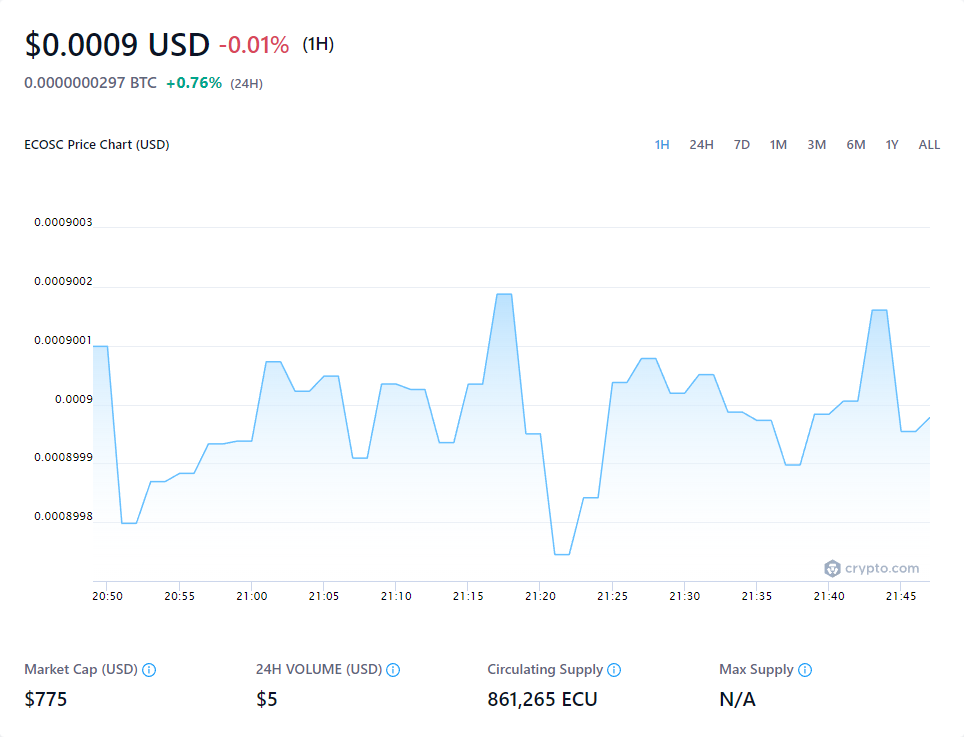 $0.0009 USD -0.01% (1H)
0.0000000297 BTC +0.76% (24H)
ECOSC Price Chart (USD) 1H 24H 7D 1M 3M 6M 1Y ALL
0.0009003
0.0009002
0.0009001
0.0009
0.0008999
0.0008998
crypto.com
20:50 20:55 21:00 21:05 21:10 21:15 21:20 21:25 21:30 21:35 21:40 21:45
Market Cap (USD) 24H VOLUME (USD) Circulating Supply Max Supply
$775 $5 861,265 ECU N/A